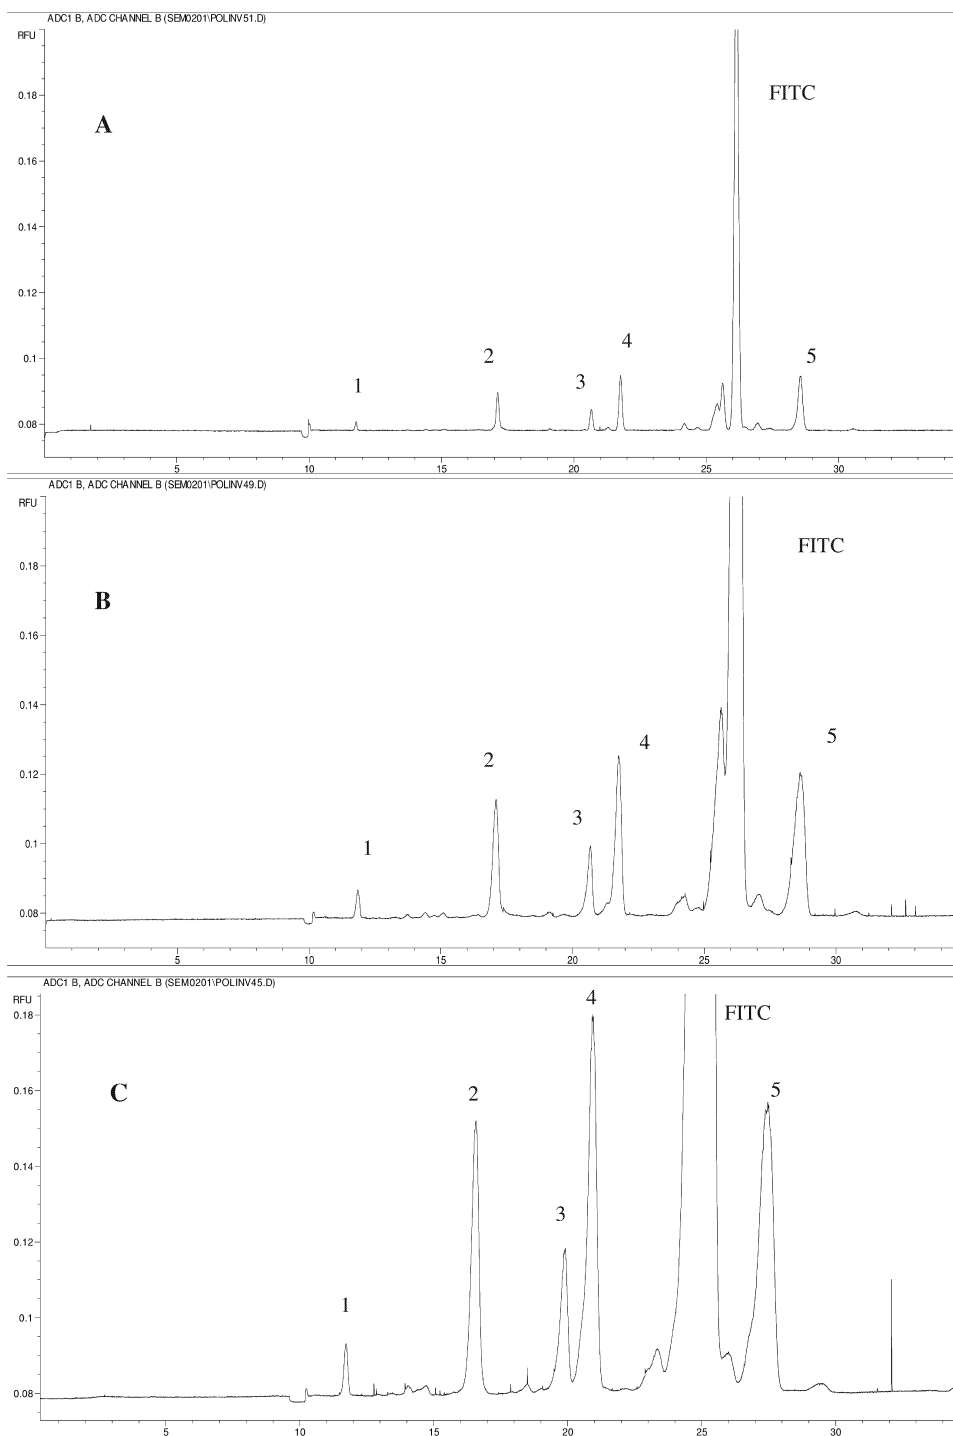 ADC1 B, ADC CHANNEL B (SEM0201\POLINV51.D)
RFU
FITC
0.18
A
0.16
0.14
0.12
4
2
5
0.1
3
1
0.08
5 10 15 20 25 30
ADC1 B, ADC CHANNEL B (SEM0201\POLINV49.D)
RFU
FITC
0.18
B
0.16
0.14
5
4
2
0.12
3
1
0.1
0.08
5 10 15 20 25 30
ADC1 B, ADC CHANNEL B (SEM0201\POLINV45.D)
4
RFU
FITC
0.18
C
2
5
0.16
0.14
3
0.12
1
0.1
0.08
5 10 15 20 25 30